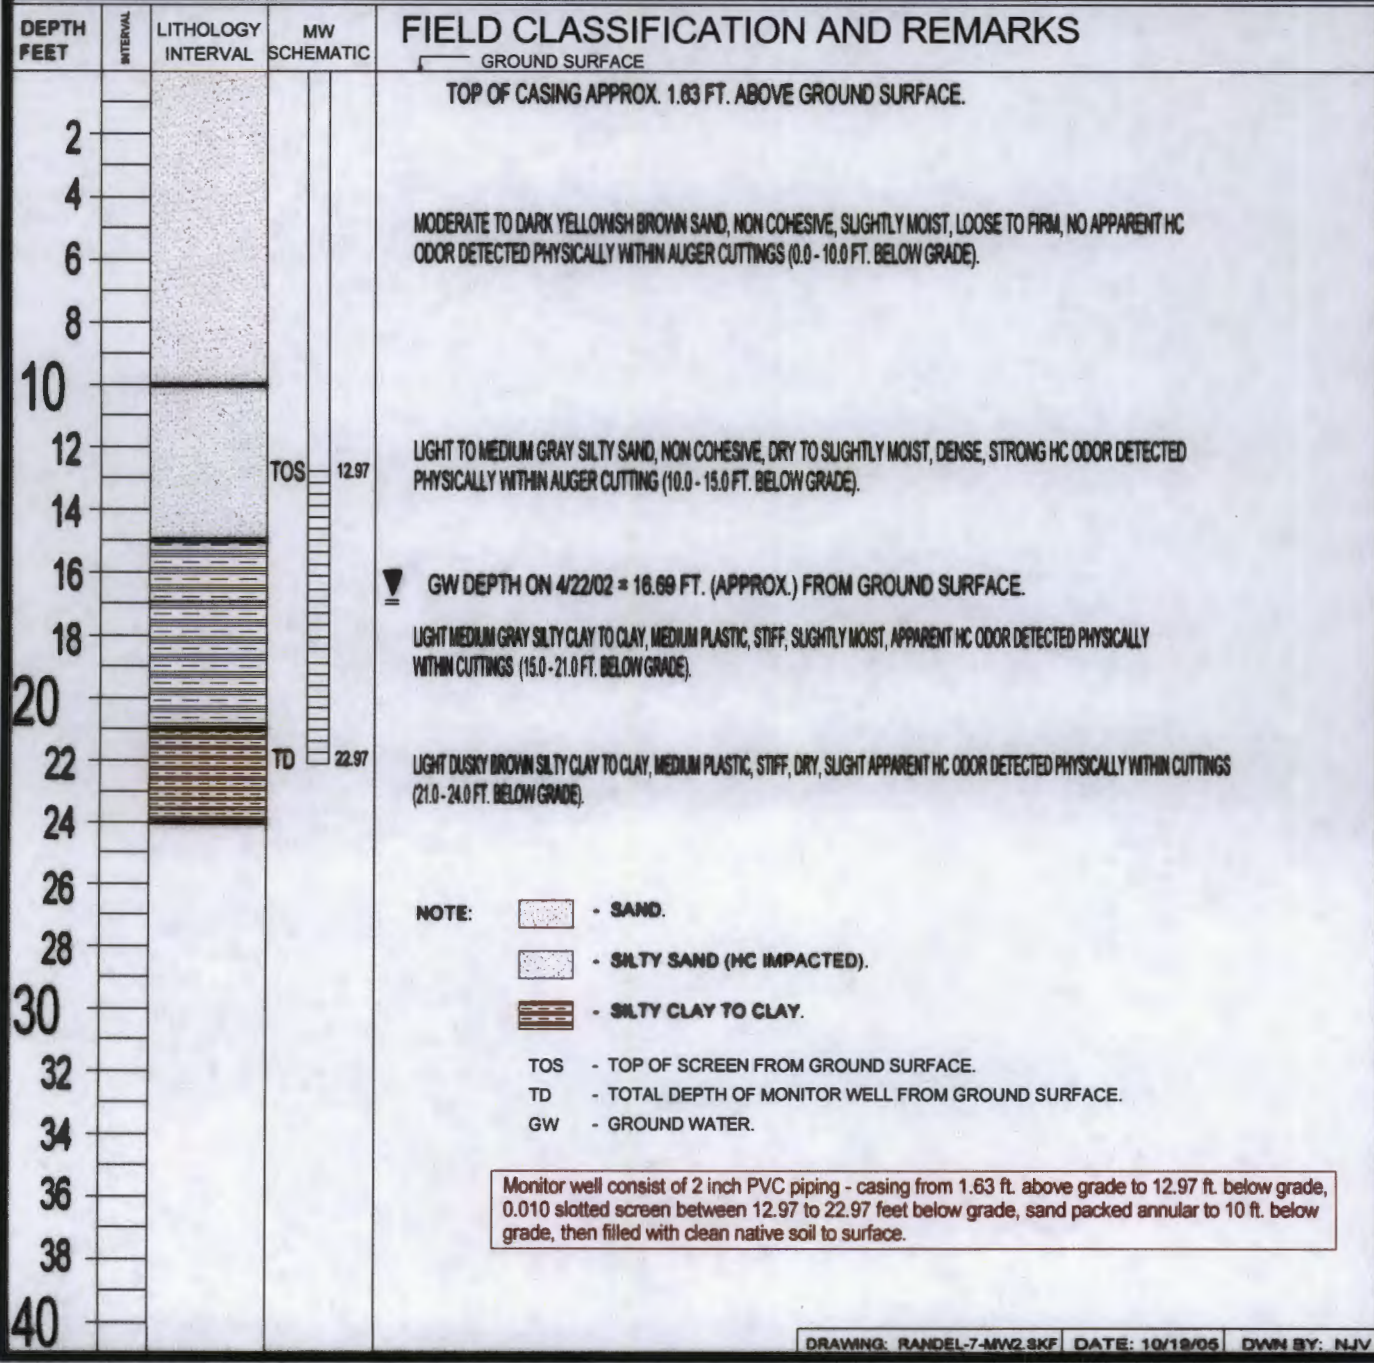 DEPTH FEET
INTERVAL
LITHOLOGY INTERVAL
MW SCHEMATIC
FIELD CLASSIFICATION AND REMARKS
GROUND SURFACE
TOP OF CASING APPROX. 1.63 FT. ABOVE GROUND SURFACE.
2
4
MODERATE TO DARK YELLOWISH BROWN SAND, NON COHESIVE, SLIGHTLY MOIST, LOOSE TO FIRM, NO APPARENT HC
ODOR DETECTED PHYSICALLY WITHIN AUGER CUTTINGS (0.0 - 10.0 FT. BELOW GRADE).
6
8
10
12
LIGHT TO MEDIUM GRAY SILTY SAND, NON COHESIVE, DRY TO SLIGHTLY MOIST, DENSE, STRONG HC ODOR DETECTED
TOS 12.97
PHYSICALLY WITHIN AUGER CUTTING (10.0 - 15.0 FT. BELOW GRADE).
14
16
GW DEPTH ON 4/22/02 = 16.69 FT. (APPROX.) FROM GROUND SURFACE.
18
LIGHT MEDIUM GRAY SILTY CLAY TO CLAY, MEDIUM PLASTIC, STIFF, SLIGHTLY MOIST, APPARENT HC ODOR DETECTED PHYSICALLY
WITHIN CUTTINGS (15.0 - 21.0 FT. BELOW GRADE).
20
22
TD 22.97
LIGHT DUSKY BROWN SILTY CLAY TO CLAY, MEDIUM PLASTIC, STIFF, DRY, SLIGHT APPARENT HC ODOR DETECTED PHYSICALLY WITHIN CUTTINGS
(21.0 - 24.0 FT. BELOW GRADE).
24
26
NOTE: - SAND.
28
- SILTY SAND (HC IMPACTED).
30
- SILTY CLAY TO CLAY.
32
TOS - TOP OF SCREEN FROM GROUND SURFACE.
TD - TOTAL DEPTH OF MONITOR WELL FROM GROUND SURFACE.
34
GW - GROUND WATER.
36
Monitor well consist of 2 inch PVC piping - casing from 1.63 ft. above grade to 12.97 ft. below grade,
0.010 slotted screen between 12.97 to 22.97 feet below grade, sand packed annular to 10 ft. below
grade, then filled with clean native soil to surface.
38
40
DRAWING: RANDEL-7-MW2.SKF DATE: 10/19/05 DWN BY: NJV